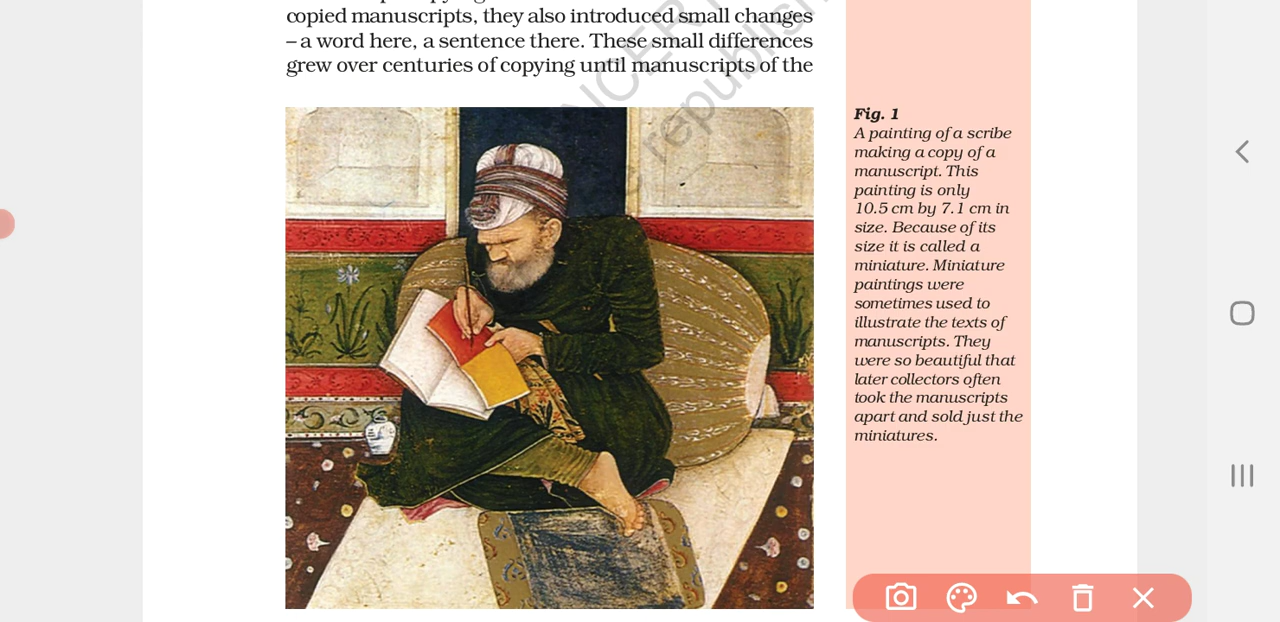 copied manuscripts, they also introduced small changes
– a word here, a sentence there. These small differences
grew over centuries of copying until manuscripts of the
NCERT
republish
Fig. 1
A painting of a scribe
making a copy of a
manuscript. This
painting is only
10.5 cm by 7.1 cm in
size. Because of its
size it is called a
miniature. Miniature
paintings were
sometimes used to
illustrate the texts of
manuscripts. They
were so beautiful that
later collectors often
took the manuscripts
apart and sold just the
miniatures.